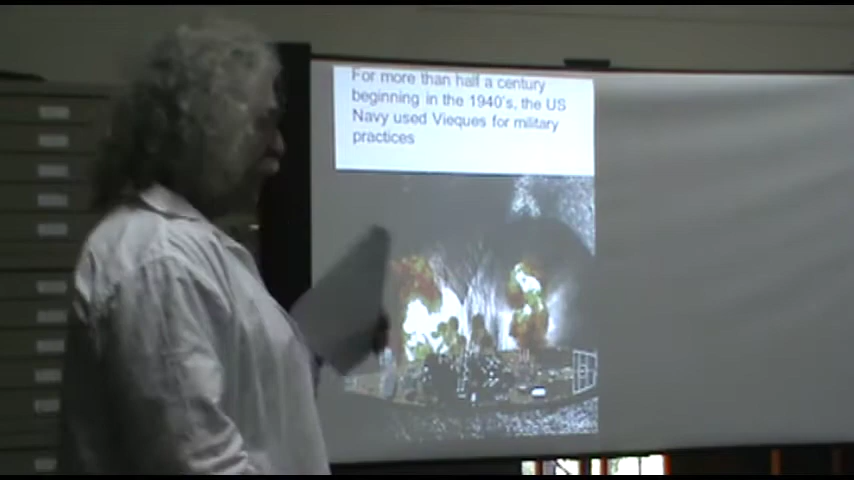 For more than half a century
beginning in the 1940's, the US
Navy used Vieques for military
practices